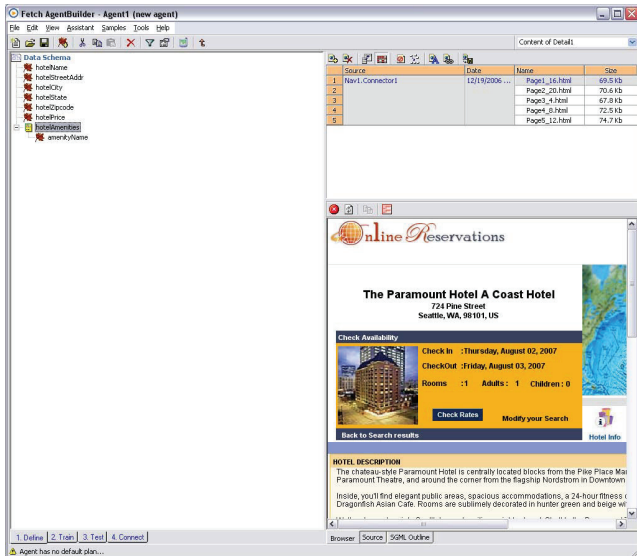 Fetch AgentBuilder - Agent1 (new agent)
File Edit View Assistant Samples Tools Help
Content of Detail1
Data Schema
hotelName
hotelStreetAddr
hotelCity
hotelState
hotelZipcode
hotelPrice
hotelAmenities
amenityName
Source Date Name Size
1 Nav1.Connector1 12/19/2006 ... Page1_16.html 69.5 Kb
2 Page2_20.html 70.6 Kb
3 Page3_4.html 67.8 Kb
4 Page4_8.html 72.5 Kb
5 Page5_12.html 74.7 Kb
Online Reservations
The Paramount Hotel A Coast Hotel
724 Pine Street
Seattle, WA, 98101, US
Check Availability
Check In :Thursday, August 02, 2007
CheckOut :Friday, August 03, 2007
Rooms :1 Adults : 1 Children : 0
Check Rates Modify your Search
Back to Search results
Hotel Info
HOTEL DESCRIPTION
The chateau-style Paramount Hotel is centrally located blocks from the Pike Place Mar
Paramount Theatre, and around the corner from the flagship Nordstrom in Downtown
Inside, you'll find elegant public areas, spacious accommodations, a 24-hour fitness c
Dragonfish Asian Cafe. Rooms are sublimely decorated in hunter green and beige wit
1. Define 2. Train 3. Test 4. Connect
Browser Source SGML Outline
Agent has no default plan...